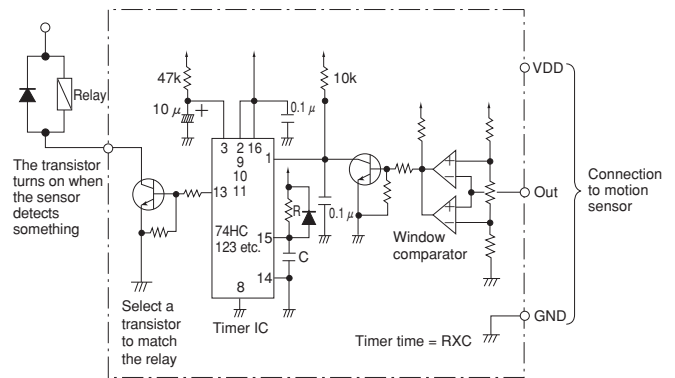 Relay
The transistor
turns on when
the sensor
detects
something
47k
10 μ
+
0.1 μ
10k
3 2 16
9
10
11
1
13
74HC
123 etc.
15
14
8
R
C
0.1 μ
Timer IC
Select a
transistor
to match
the relay
+
−
+
−
Window
comparator
VDD
Out
GND
Connection
to motion
sensor
Timer time = RXC